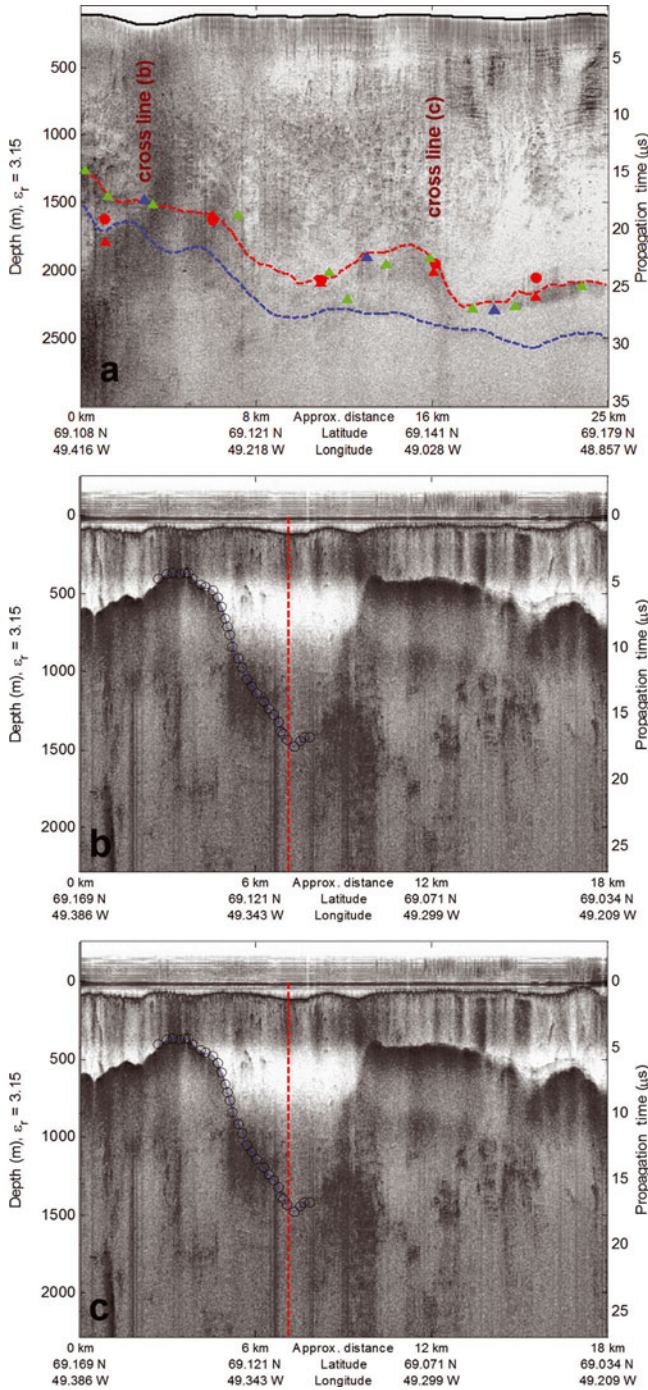 500
1000
1500
2000
2500
Depth (m), εr = 3.15
cross line (b)
cross line (c)
5
10
15
20
25
30
35
Propagation time (μs)
a
0 km 8 km Approx. distance 16 km 25 km
69.108 N 69.121 N Latitude 69.141 N 69.179 N
49.416 W 49.218 W Longitude 49.028 W 48.857 W
0
500
1000
1500
2000
Depth (m), εr = 3.15
0
5
10
15
20
25
Propagation time (μs)
b
0 km 6 km Approx. distance 12 km 18 km
69.169 N 69.121 N Latitude 69.071 N 69.034 N
49.386 W 49.343 W Longitude 49.299 W 49.209 W
0
500
1000
1500
2000
Depth (m), εr = 3.15
0
5
10
15
20
25
Propagation time (μs)
c
0 km 6 km Approx. distance 12 km 18 km
69.169 N 69.121 N Latitude 69.071 N 69.034 N
49.386 W 49.343 W Longitude 49.299 W 49.209 W